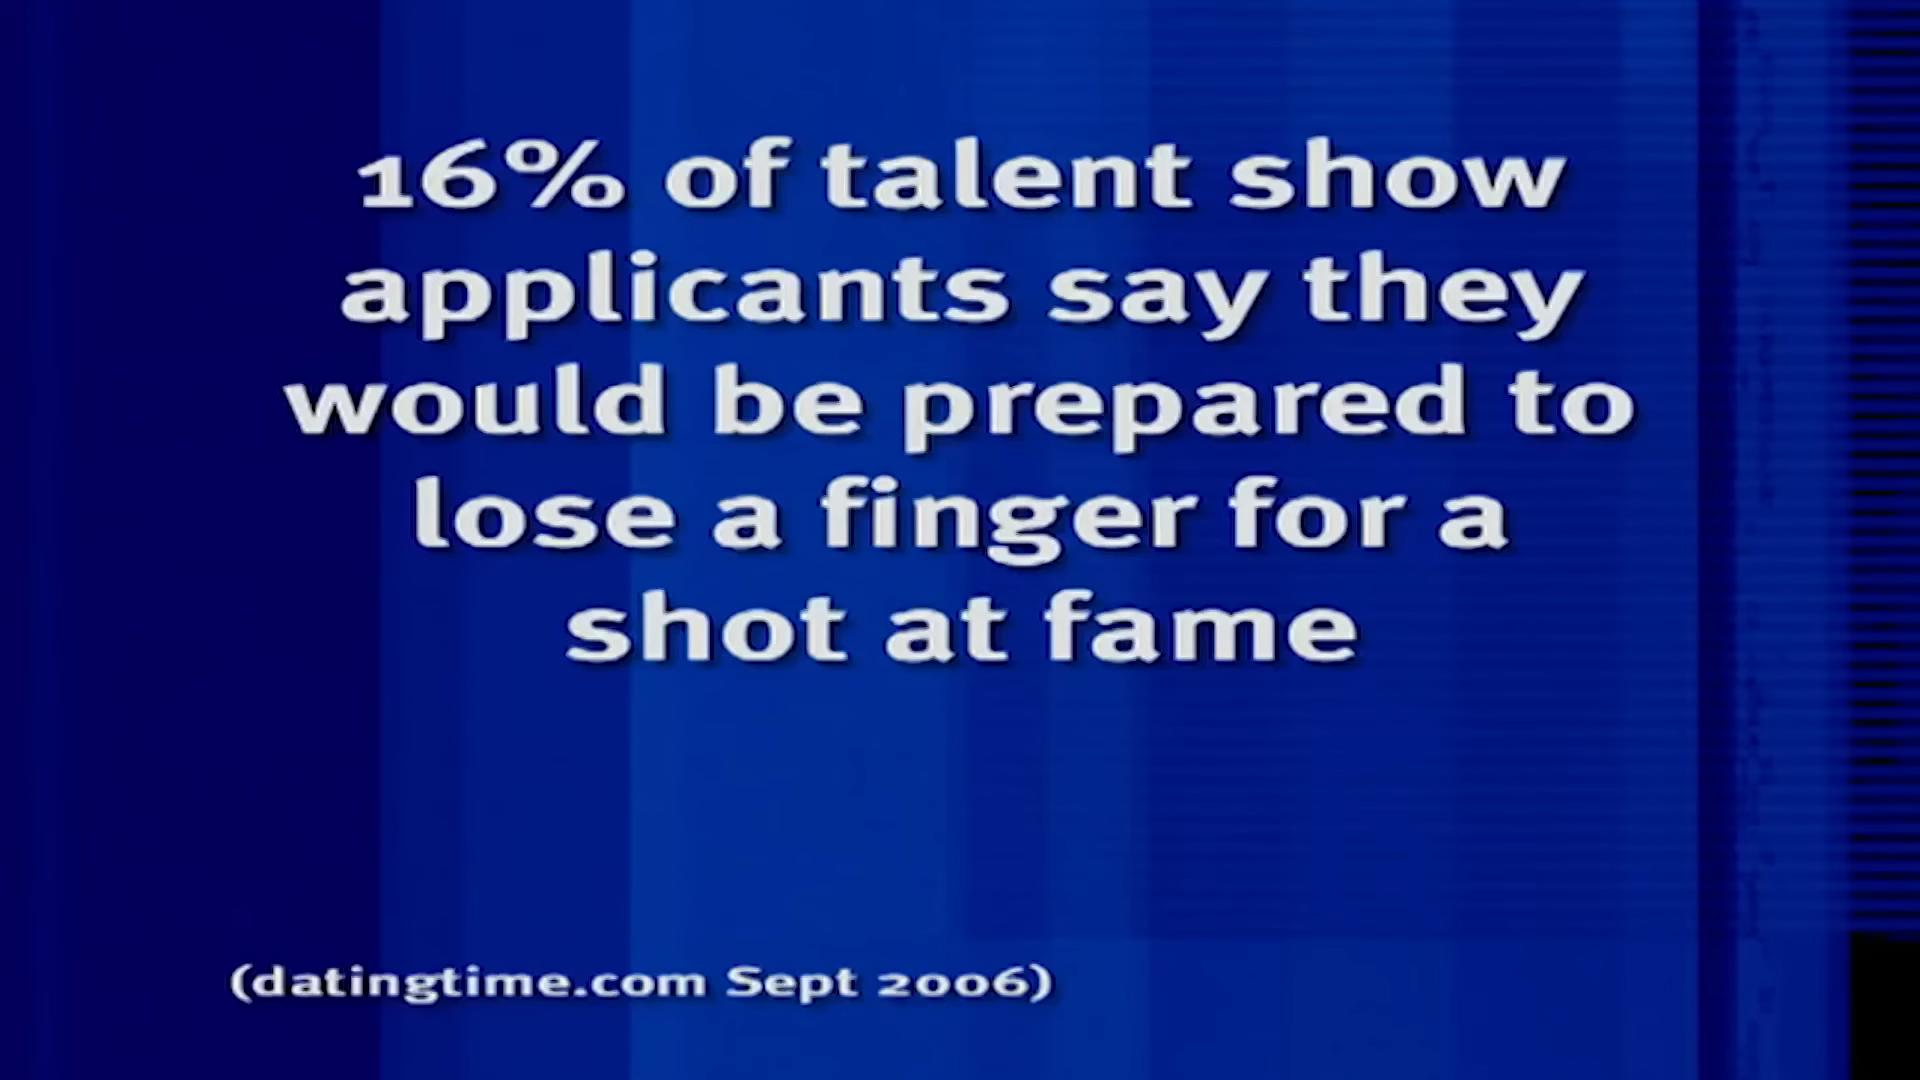 16% of talent show
applicants say they
would be prepared to
lose a finger for a
shot at fame
(datingtime.com Sept 2006)